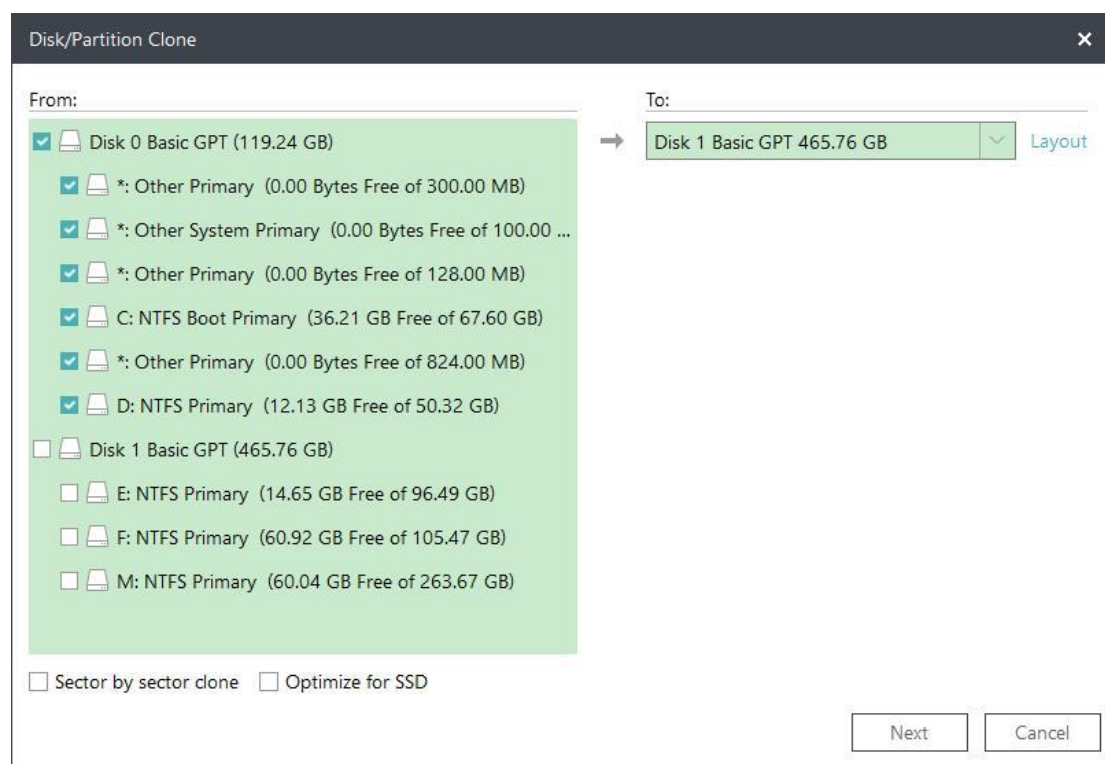 Disk/Partition Clone
From:
Disk 0 Basic GPT (119.24 GB)
*: Other Primary (0.00 Bytes Free of 300.00 MB)
*: Other System Primary (0.00 Bytes Free of 100.00 ...
*: Other Primary (0.00 Bytes Free of 128.00 MB)
C: NTFS Boot Primary (36.21 GB Free of 67.60 GB)
*: Other Primary (0.00 Bytes Free of 824.00 MB)
D: NTFS Primary (12.13 GB Free of 50.32 GB)
Disk 1 Basic GPT (465.76 GB)
E: NTFS Primary (14.65 GB Free of 96.49 GB)
F: NTFS Primary (60.92 GB Free of 105.47 GB)
M: NTFS Primary (60.04 GB Free of 263.67 GB)
To:
Disk 1 Basic GPT 465.76 GB
Layout
Sector by sector clone
Optimize for SSD
Next
Cancel